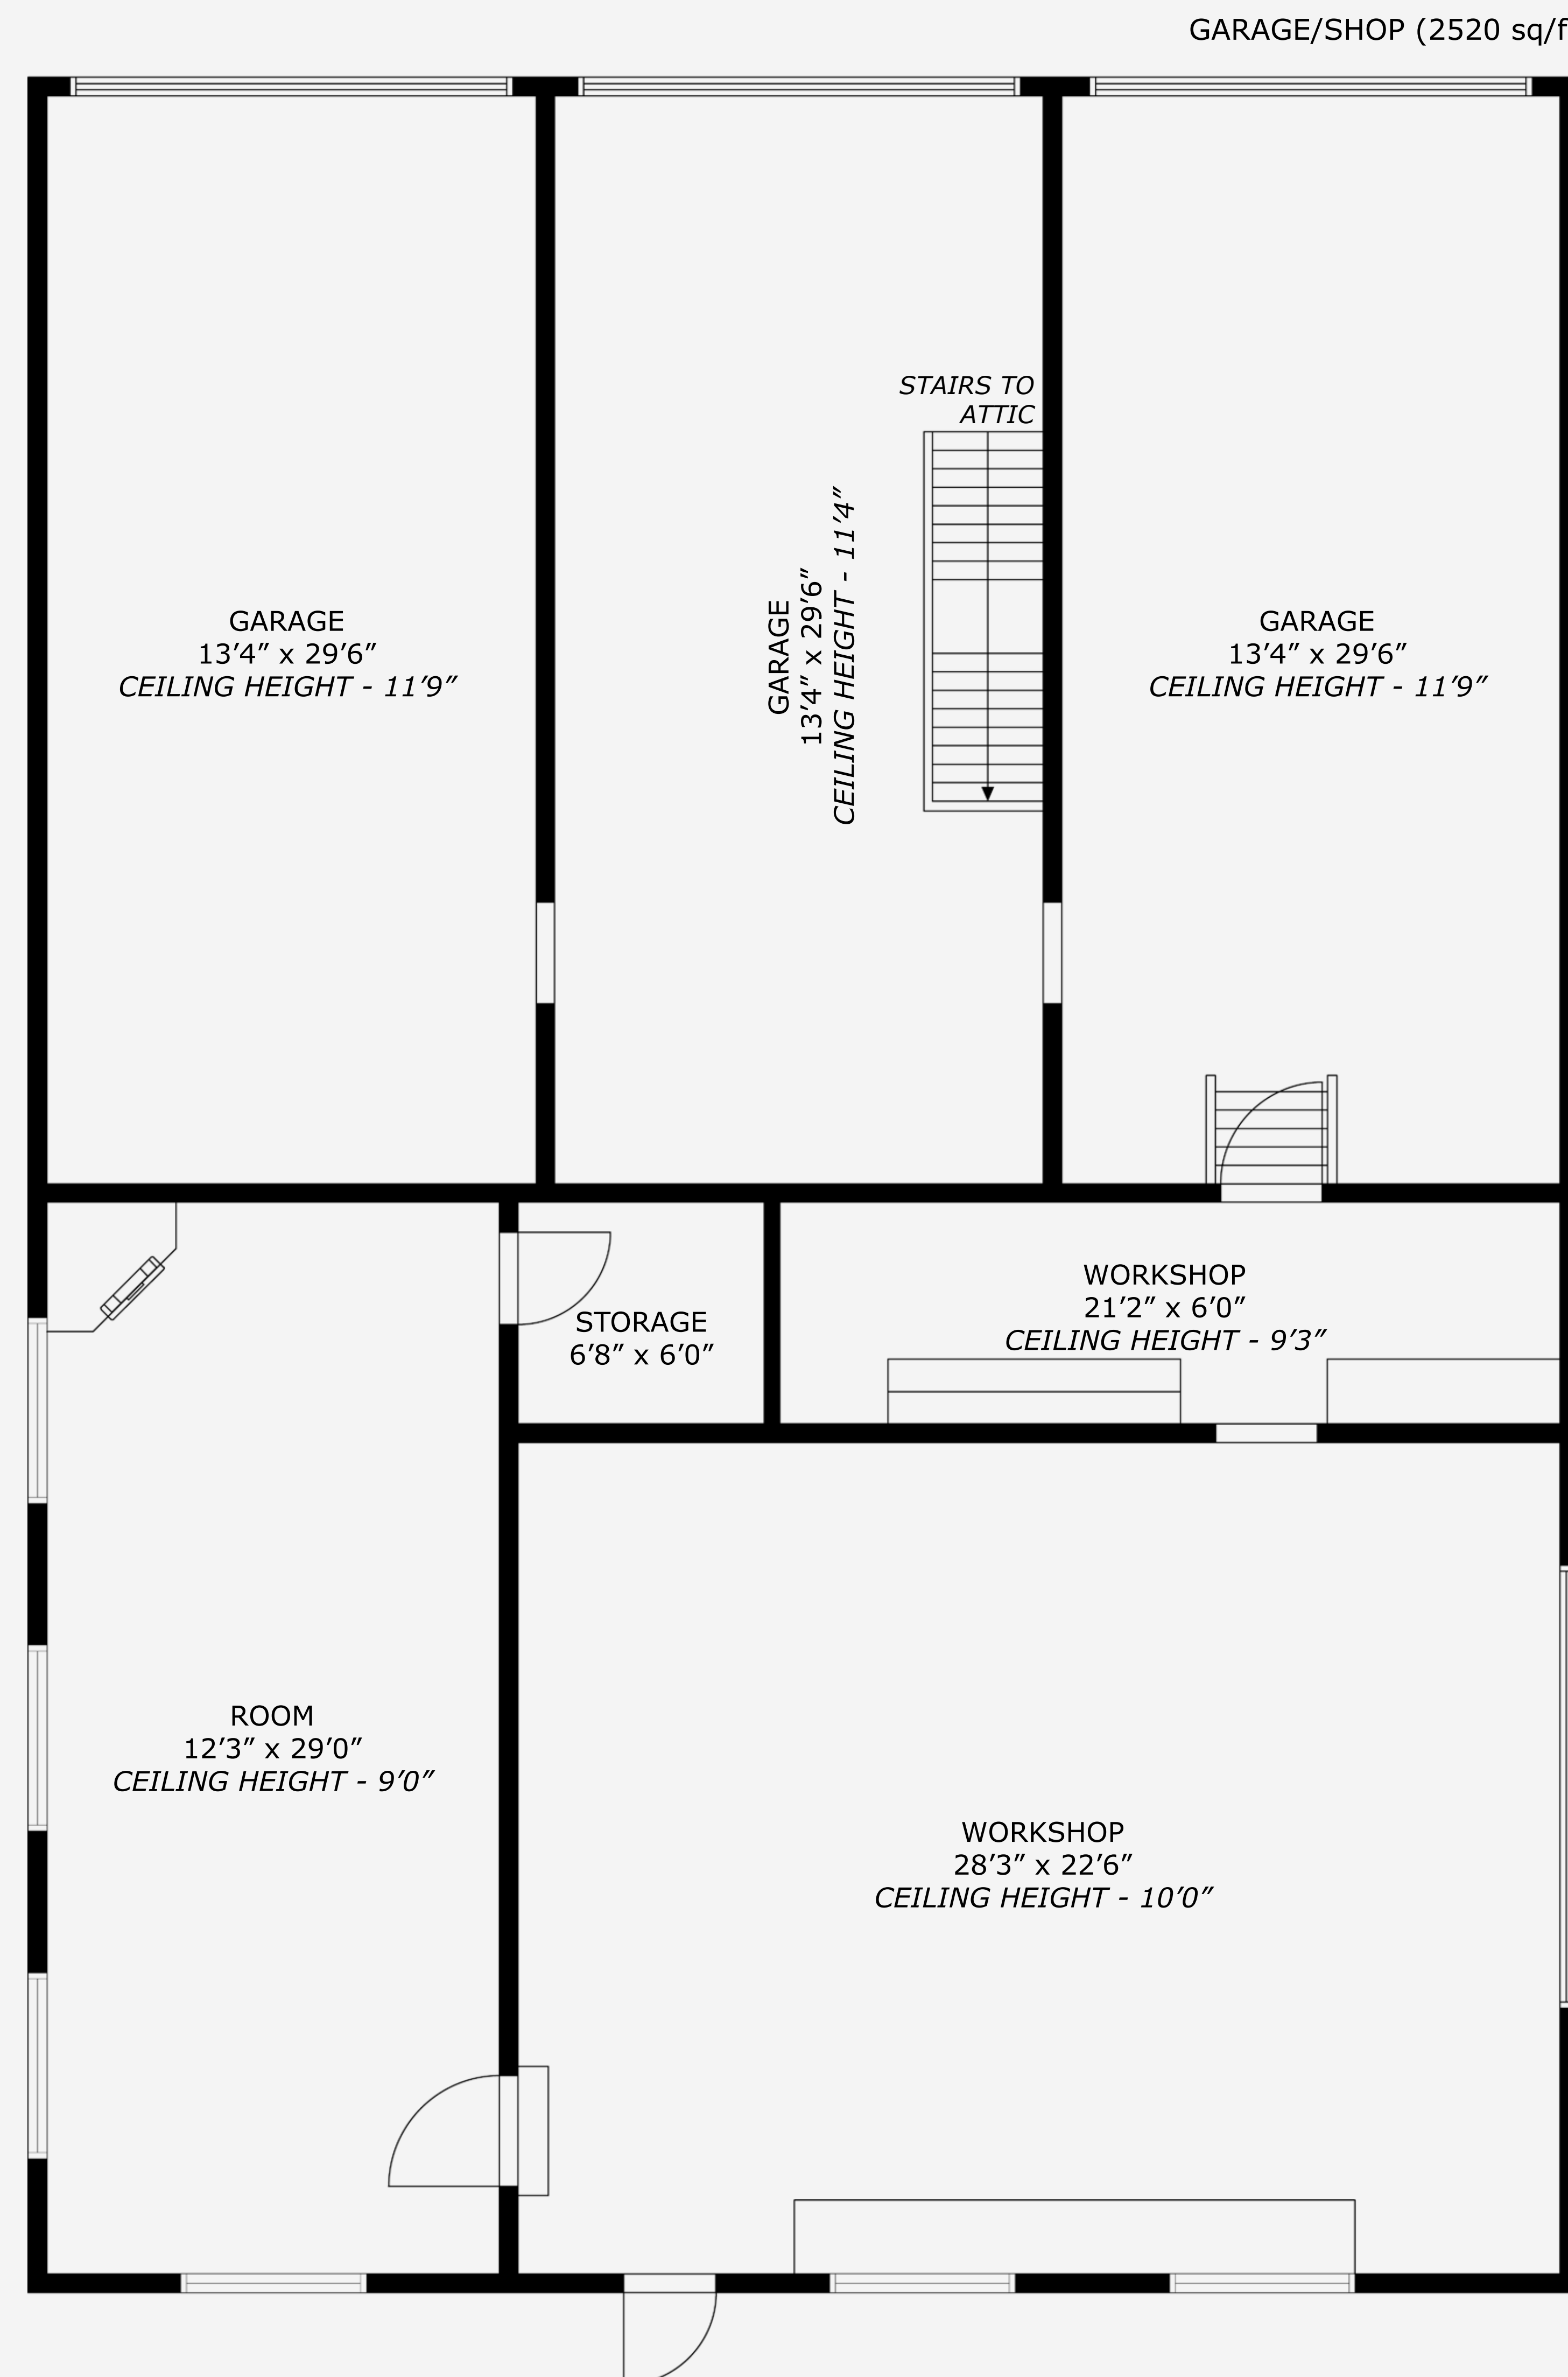 GARAGE/SHOP (2520 sq/f
STAIRS TO
ATTIC
GARAGE
13′4″ x 29′6″
CEILING HEIGHT - 11′9″
GARAGE
13′4″ x 29′6″
CEILING HEIGHT - 11′4″
GARAGE
13′4″ x 29′6″
CEILING HEIGHT - 11′9″
STORAGE
6′8″ x 6′0″
WORKSHOP
21′2″ x 6′0″
CEILING HEIGHT - 9′3″
ROOM
12′3″ x 29′0″
CEILING HEIGHT - 9′0″
WORKSHOP
28′3″ x 22′6″
CEILING HEIGHT - 10′0″